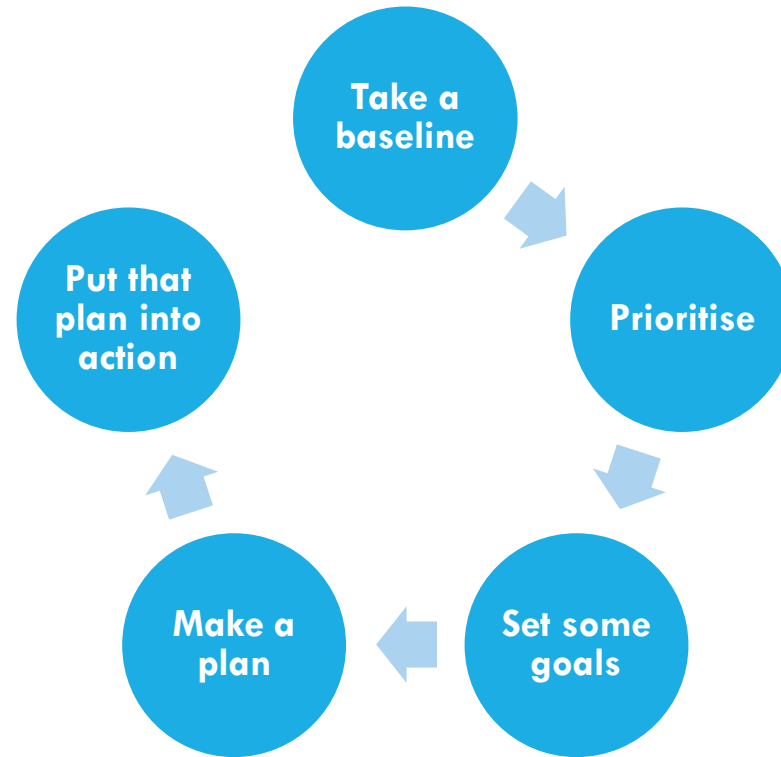 Take a
baseline
Prioritise
Set some
goals
Make a
plan
Put that
plan into
action